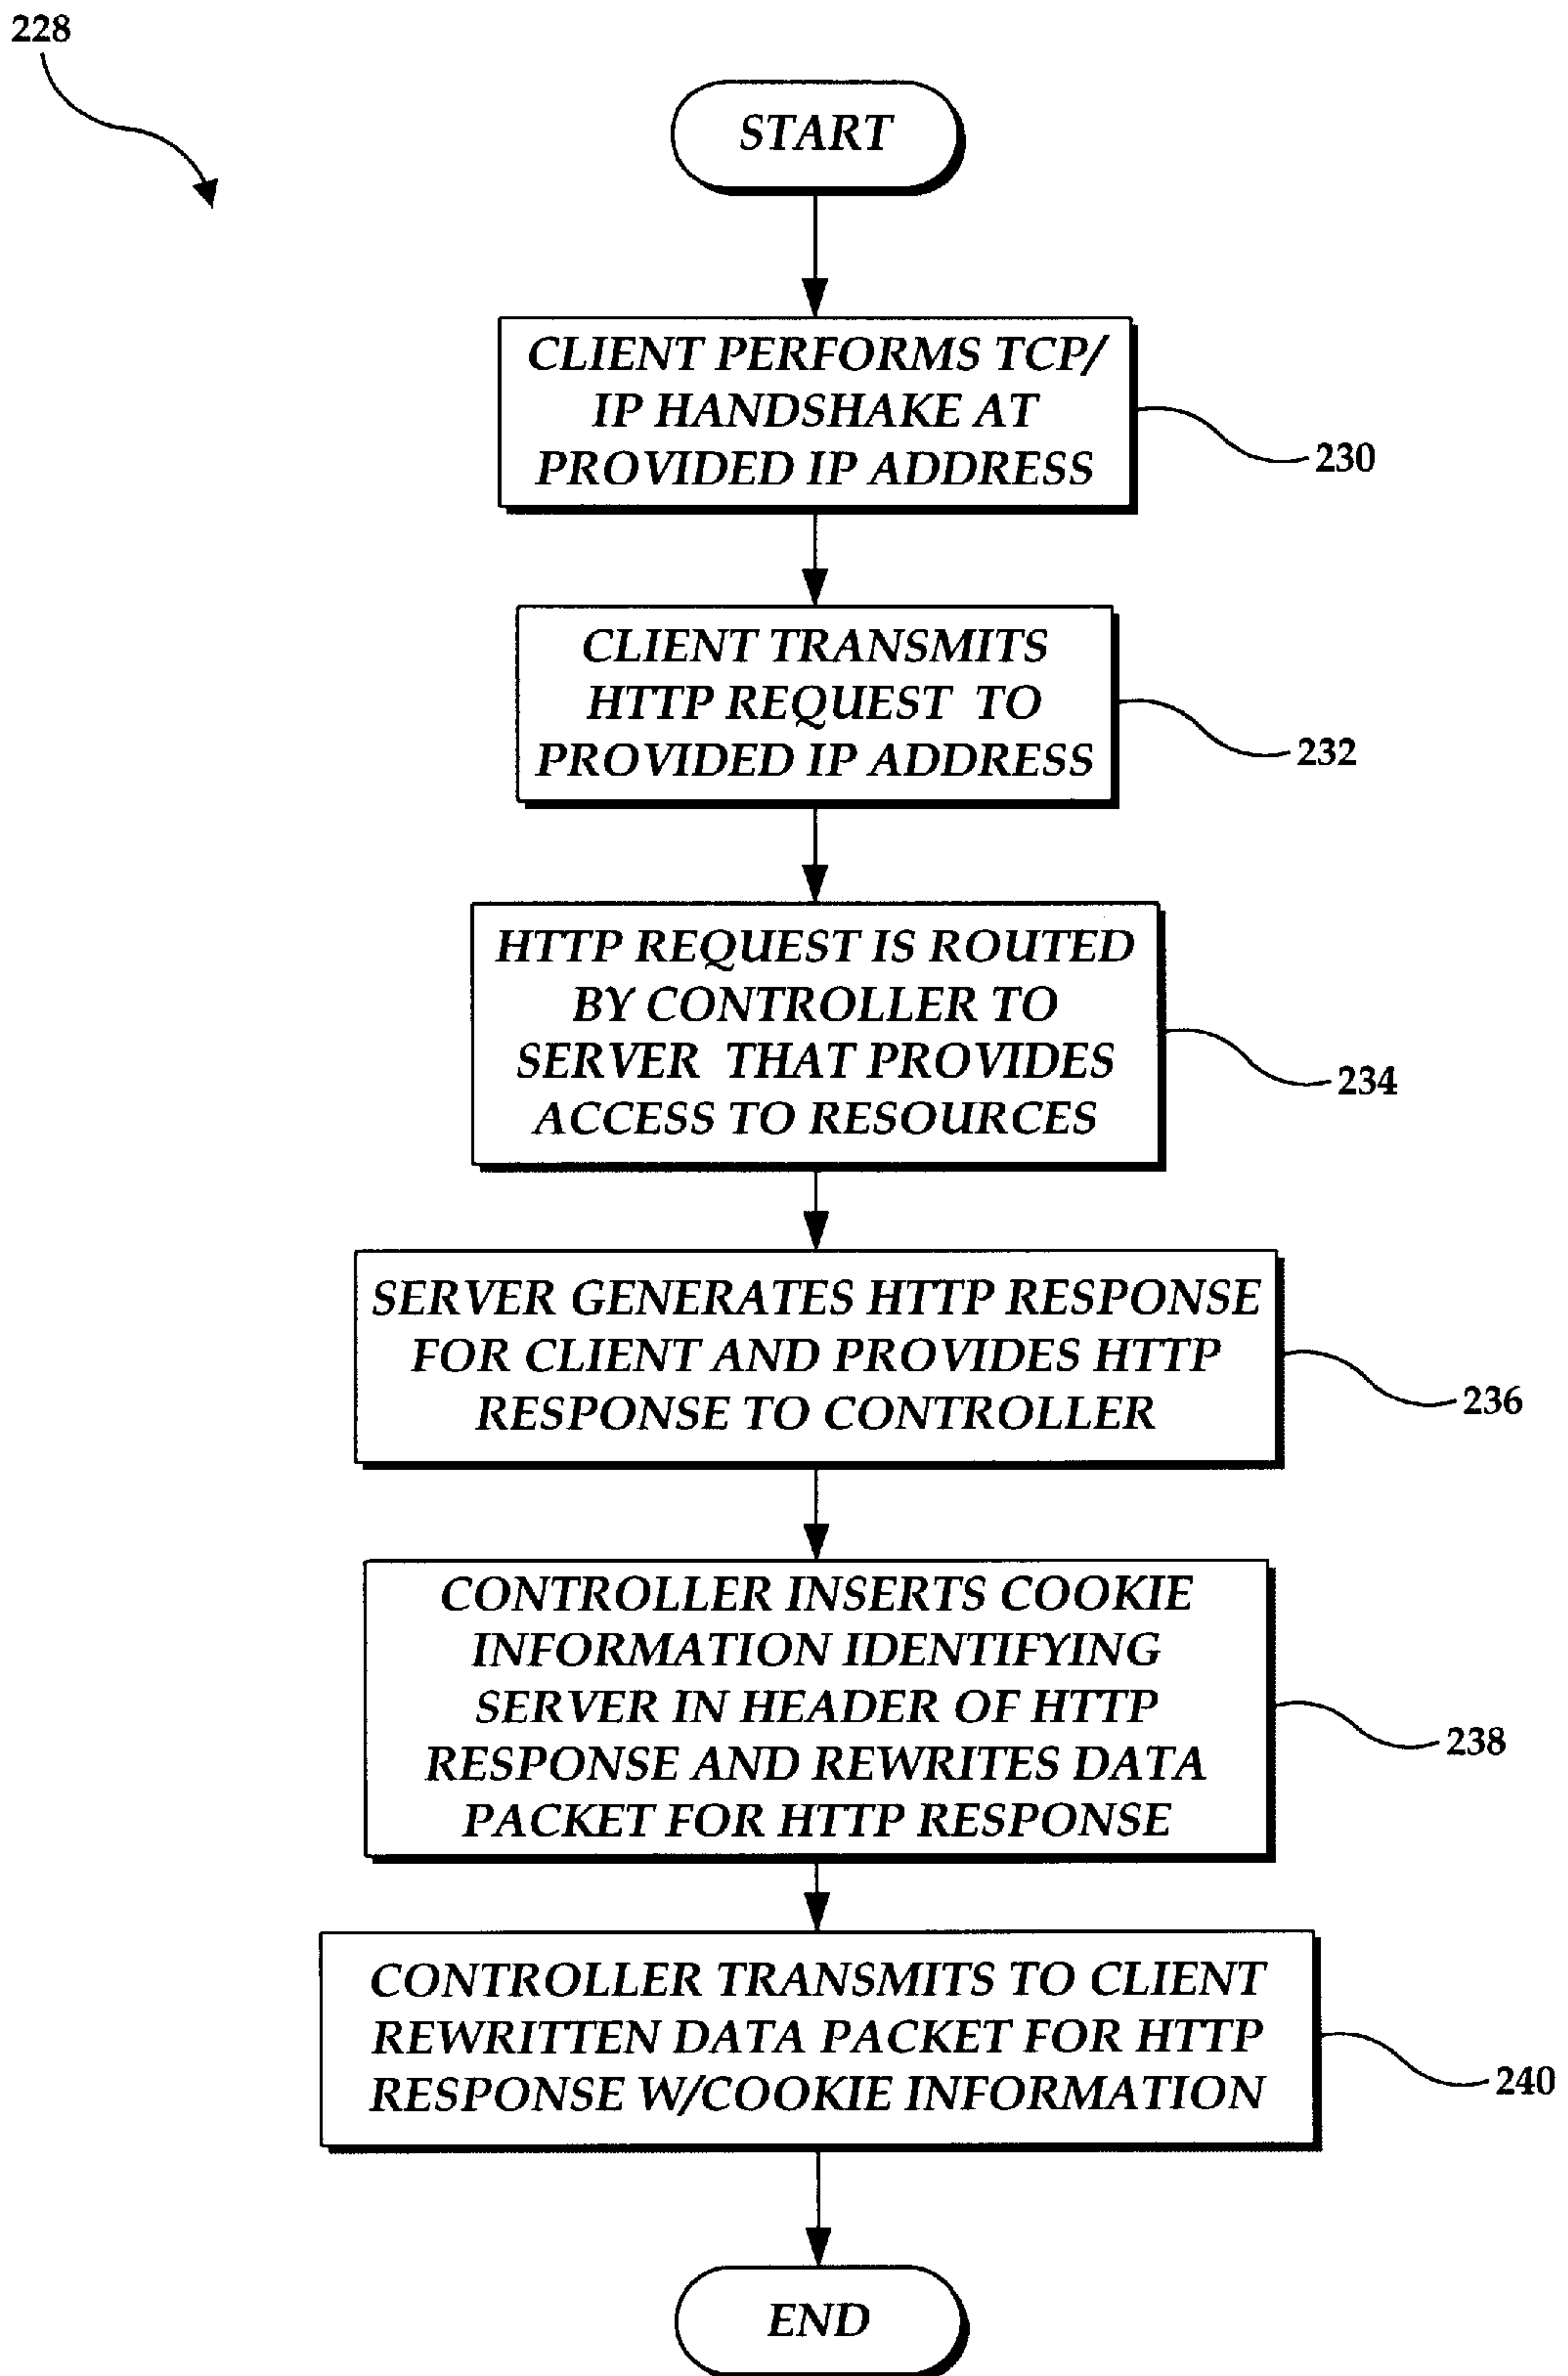 228
START
CLIENT PERFORMS TCP/
IP HANDSHAKE AT
PROVIDED IP ADDRESS
230
CLIENT TRANSMITS
HTTP REQUEST TO
PROVIDED IP ADDRESS
232
HTTP REQUEST IS ROUTED
BY CONTROLLER TO
SERVER THAT PROVIDES
ACCESS TO RESOURCES
234
SERVER GENERATES HTTP RESPONSE
FOR CLIENT AND PROVIDES HTTP
RESPONSE TO CONTROLLER
236
CONTROLLER INSERTS COOKIE
INFORMATION IDENTIFYING
SERVER IN HEADER OF HTTP
RESPONSE AND REWRITES DATA
PACKET FOR HTTP RESPONSE
238
CONTROLLER TRANSMITS TO CLIENT
REWRITTEN DATA PACKET FOR HTTP
RESPONSE W/COOKIE INFORMATION
240
END